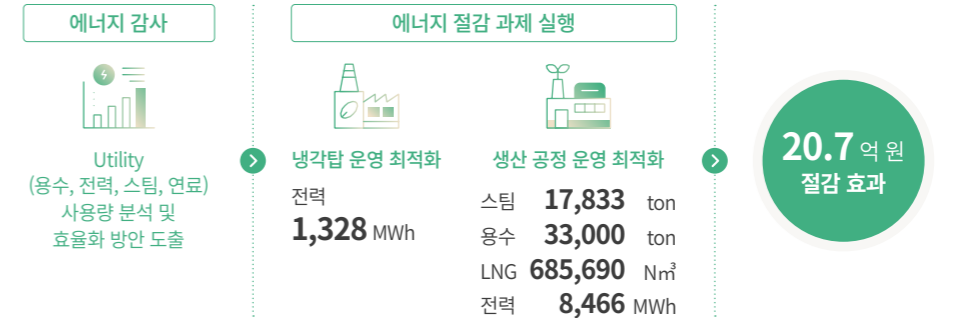 에너지 감사
Utility
(용수, 전력, 스팀, 연료)
사용량 분석 및
효율화 방안 도출
에너지 절감 과제 실행
냉각탑 운영 최적화
전력
1,328 MWh
생산 공정 운영 최적화
스팀 17,833 ton
용수 33,000 ton
LNG 685,690 N㎥
전력 8,466 MWh
20.7 억 원
절감 효과